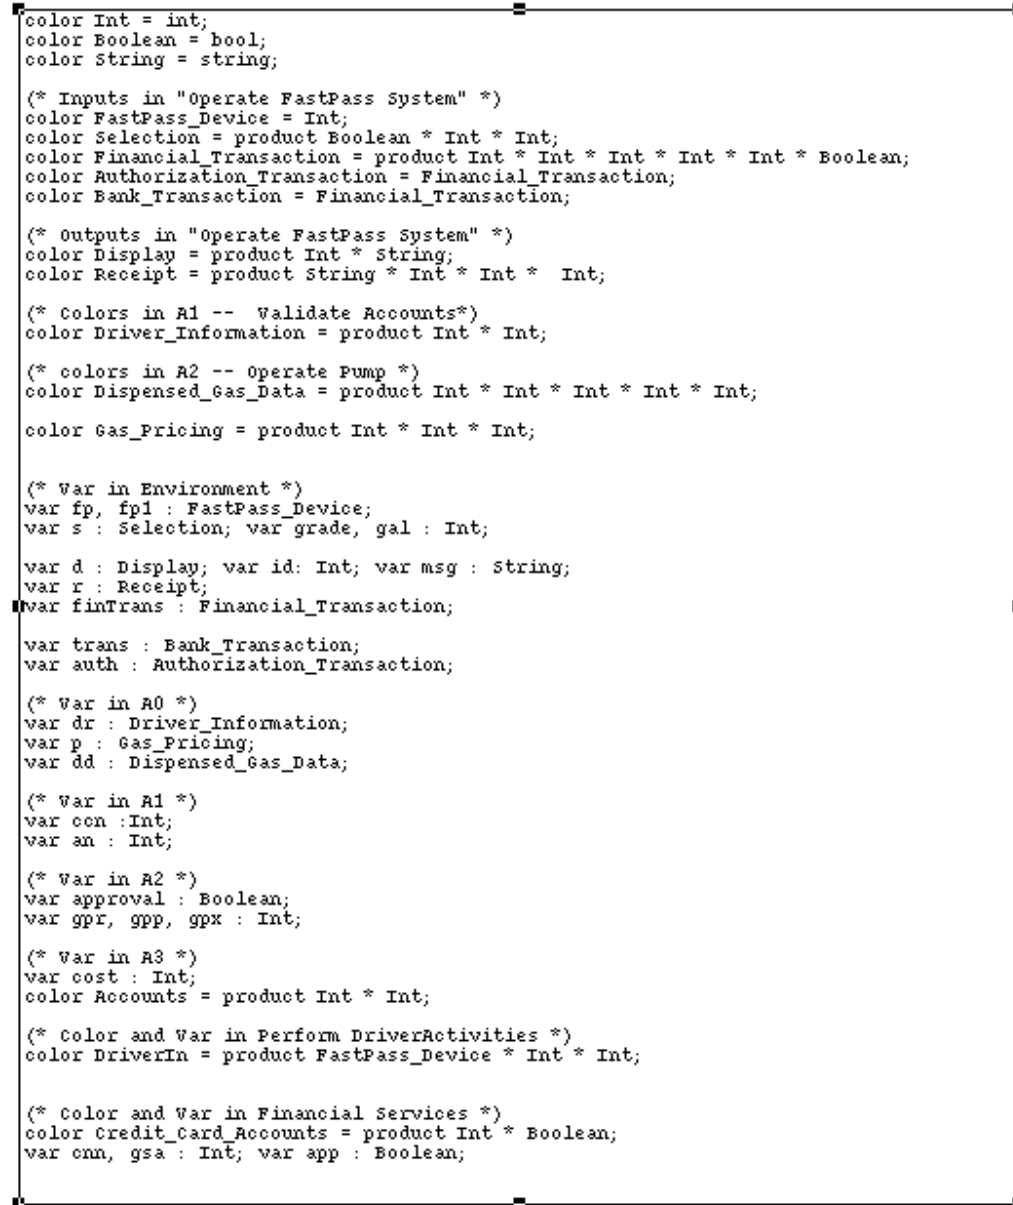 color Int = int;
color Boolean = bool;
color String = string;
(* Inputs in "Operate FastPass System" *)
color FastPass_Device = Int;
color Selection = product Boolean * Int * Int;
color Financial_Transaction = product Int * Int * Int * Int * Int * Boolean;
color Authorization_Transaction = Financial_Transaction;
color Bank_Transaction = Financial_Transaction;
(* Outputs in "Operate FastPass System" *)
color Display = product Int * String;
color Receipt = product String * Int * Int *  Int;
(* Colors in A1 --  Validate Accounts*)
color Driver_Information = product Int * Int;
(* colors in A2 -- Operate Pump *)
color Dispensed_Gas_Data = product Int * Int * Int * Int * Int;
color Gas_Pricing = product Int * Int * Int;
(* Var in Environment *)
var fp, fp1 : FastPass_Device;
var s : Selection; var grade, gal : Int;
var d : Display; var id: Int; var msg : String;
var r : Receipt;
var finTrans : Financial_Transaction;
var trans : Bank_Transaction;
var auth : Authorization_Transaction;
(* Var in A0 *)
var dr : Driver_Information;
var p : Gas_Pricing;
var dd : Dispensed_Gas_Data;
(* Var in A1 *)
var ccn :Int;
var an : Int;
(* Var in A2 *)
var approval : Boolean;
var gpr, gpp, gpx : Int;
(* Var in A3 *)
var cost : Int;
color Accounts = product Int * Int;
(* Color and Var in Perform DriverActivities *)
color DriverIn = product FastPass_Device * Int * Int;
(* Color and Var in Financial Services *)
color Credit_Card_Accounts = product Int * Boolean;
var cnn, gsa : Int; var app : Boolean;